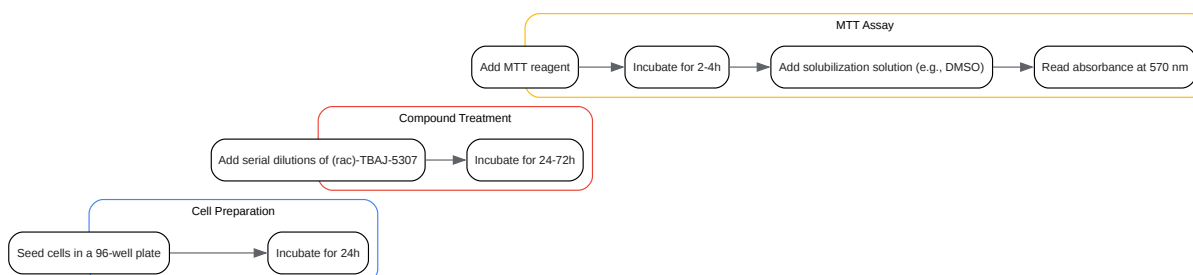 MTT Assay
Add MTT reagent
Incubate for 2-4h
Add solubilization solution (e.g., DMSO)
Read absorbance at 570 nm
Compound Treatment
Add serial dilutions of (rac)-TBAJ-5307
Incubate for 24-72h
Cell Preparation
Seed cells in a 96-well plate
Incubate for 24h